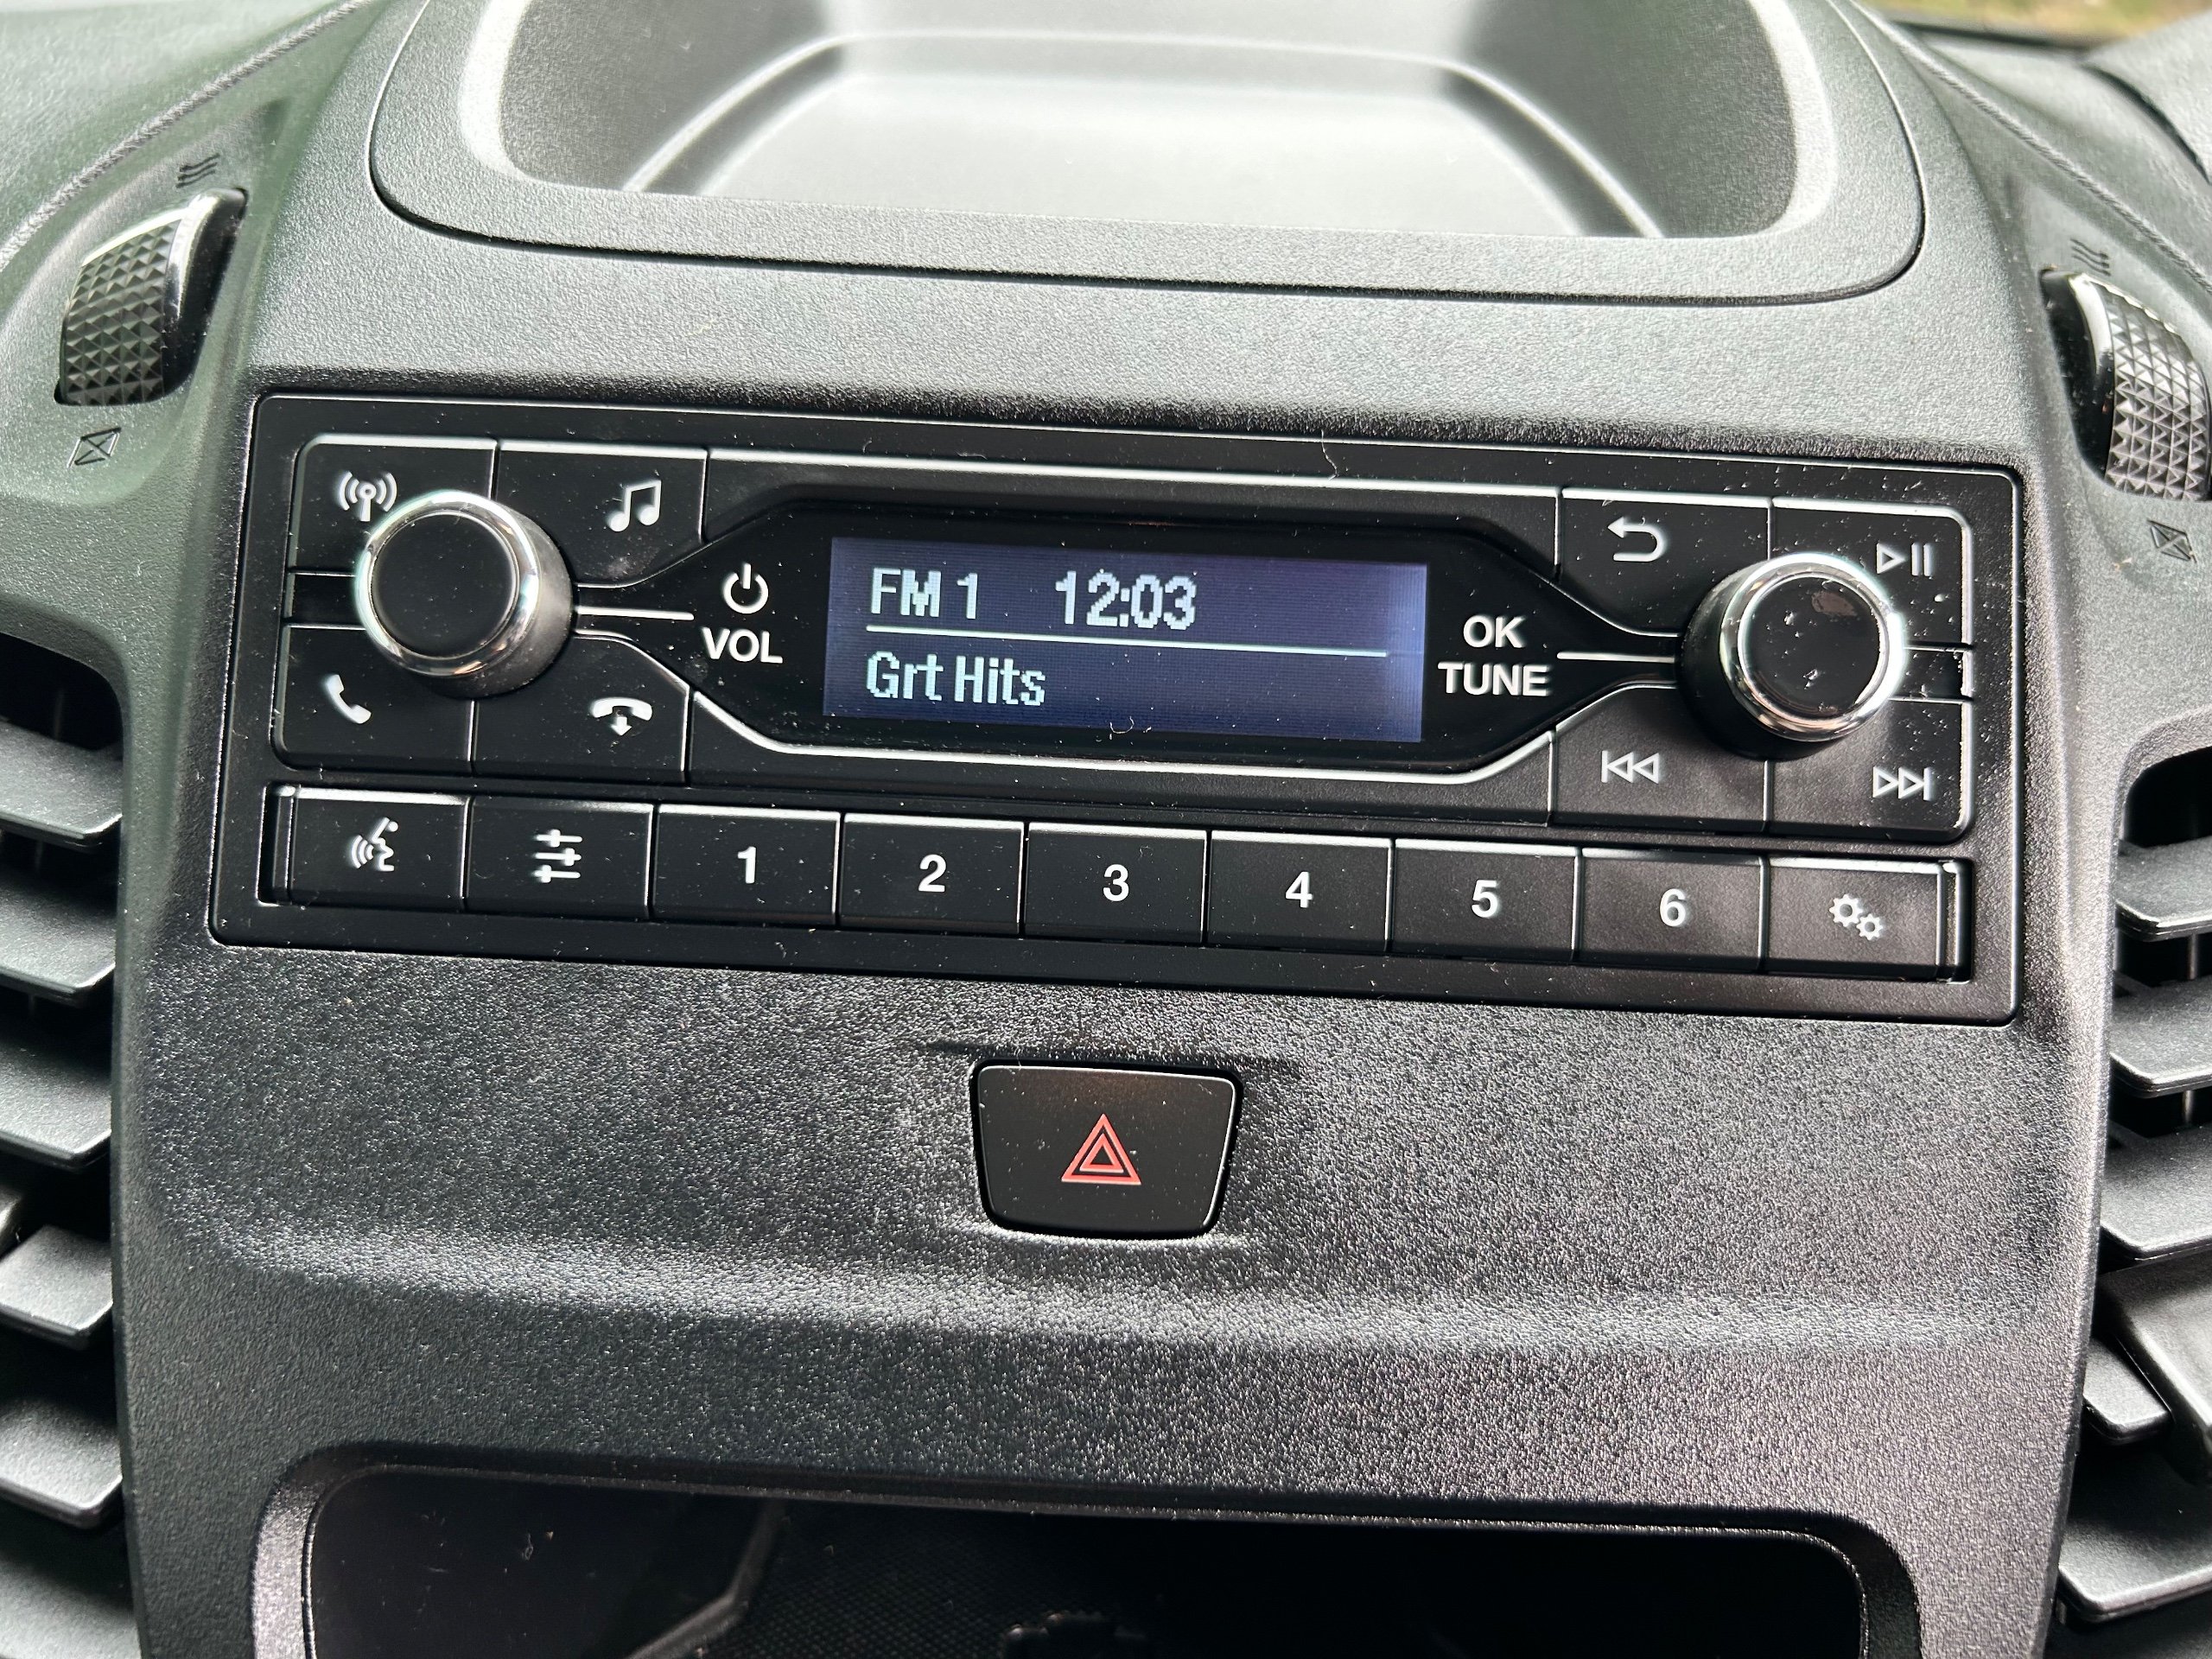 FM 1 12:03
Grt Hits
VOL
OK
TUNE
1 2 3 4 5 6